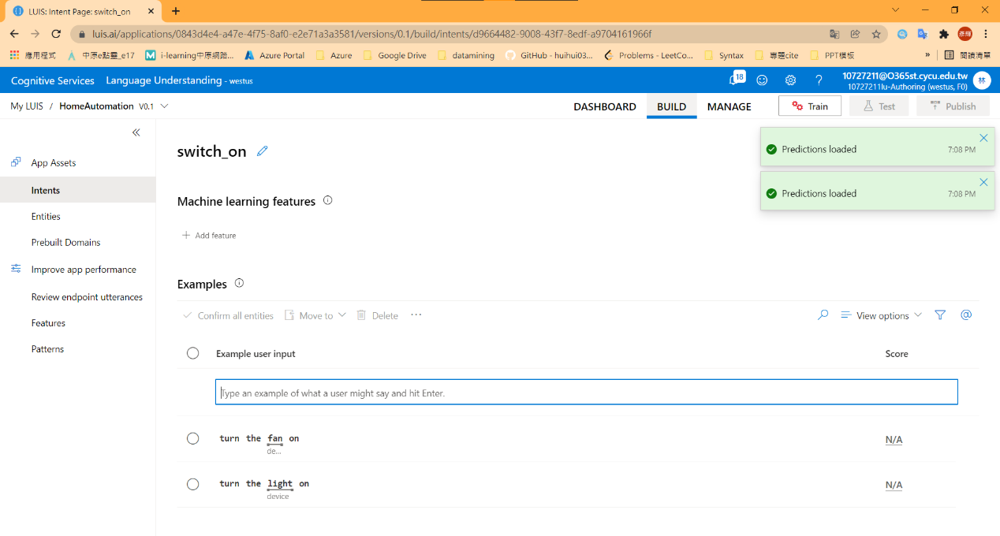 LUIS: Intent Page: switch_on
luis.ai/applications/0843d4e4-a47e-4f75-8af0-e2e71a3a3581/versions/0.1/build/intents/d9664482-9008-43f7-8edf-a9704161966f
彥輝
應用程式 中原e點靈_e17 i-learning中原網路... Azure Portal Azure Google Drive datamining GitHub - huihui03... Problems - LeetCo... Syntax 專題cite PPT模板 » 閱讀清單
Cognitive Services Language Understanding - westus 18 ? 10727211@O365st.cycu.edu.tw
10727211lu-Authoring (westus, F0) 林
My LUIS / HomeAutomation V0.1 DASHBOARD BUILD MANAGE Train Test Publish
Predictions loaded 7:08 PM
Predictions loaded 7:08 PM
App Assets
Intents
Entities
Prebuilt Domains
Improve app performance
Review endpoint utterances
Features
Patterns
switch_on
Machine learning features
+ Add feature
Examples
Confirm all entities Move to Delete ... View options @
Example user input Score
Type an example of what a user might say and hit Enter.
turn the fan on N/A
de...
turn the light on N/A
device